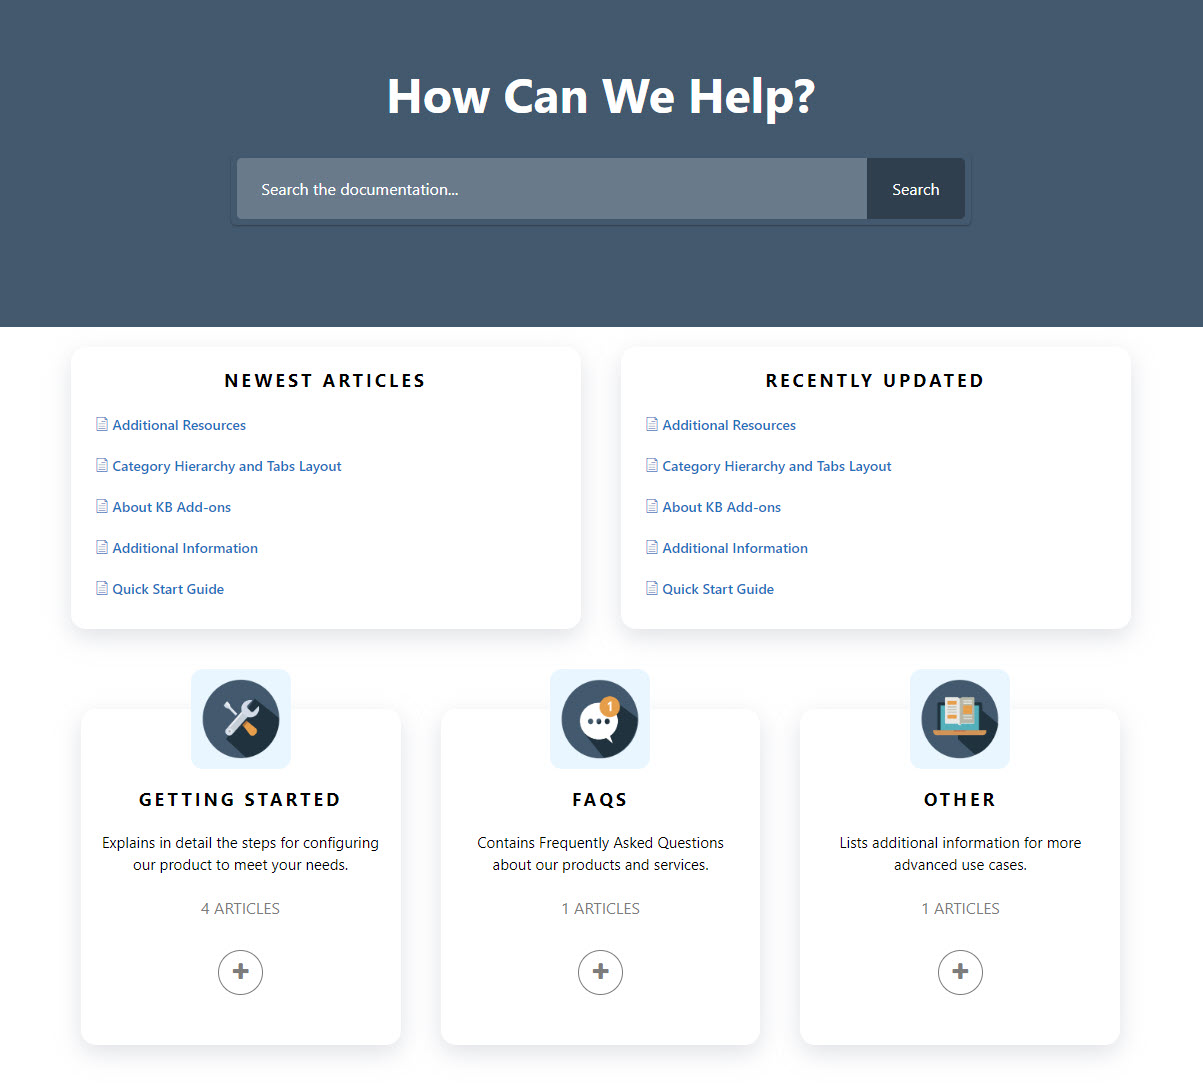 How Can We Help?
Search the documentation...
Search
NEWEST ARTICLES
Additional Resources
Category Hierarchy and Tabs Layout
About KB Add-ons
Additional Information
Quick Start Guide
RECENTLY UPDATED
Additional Resources
Category Hierarchy and Tabs Layout
About KB Add-ons
Additional Information
Quick Start Guide
GETTING STARTED
Explains in detail the steps for configuring
our product to meet your needs.
4 ARTICLES
1
FAQS
Contains Frequently Asked Questions
about our products and services.
1 ARTICLES
OTHER
Lists additional information for more
advanced use cases.
1 ARTICLES